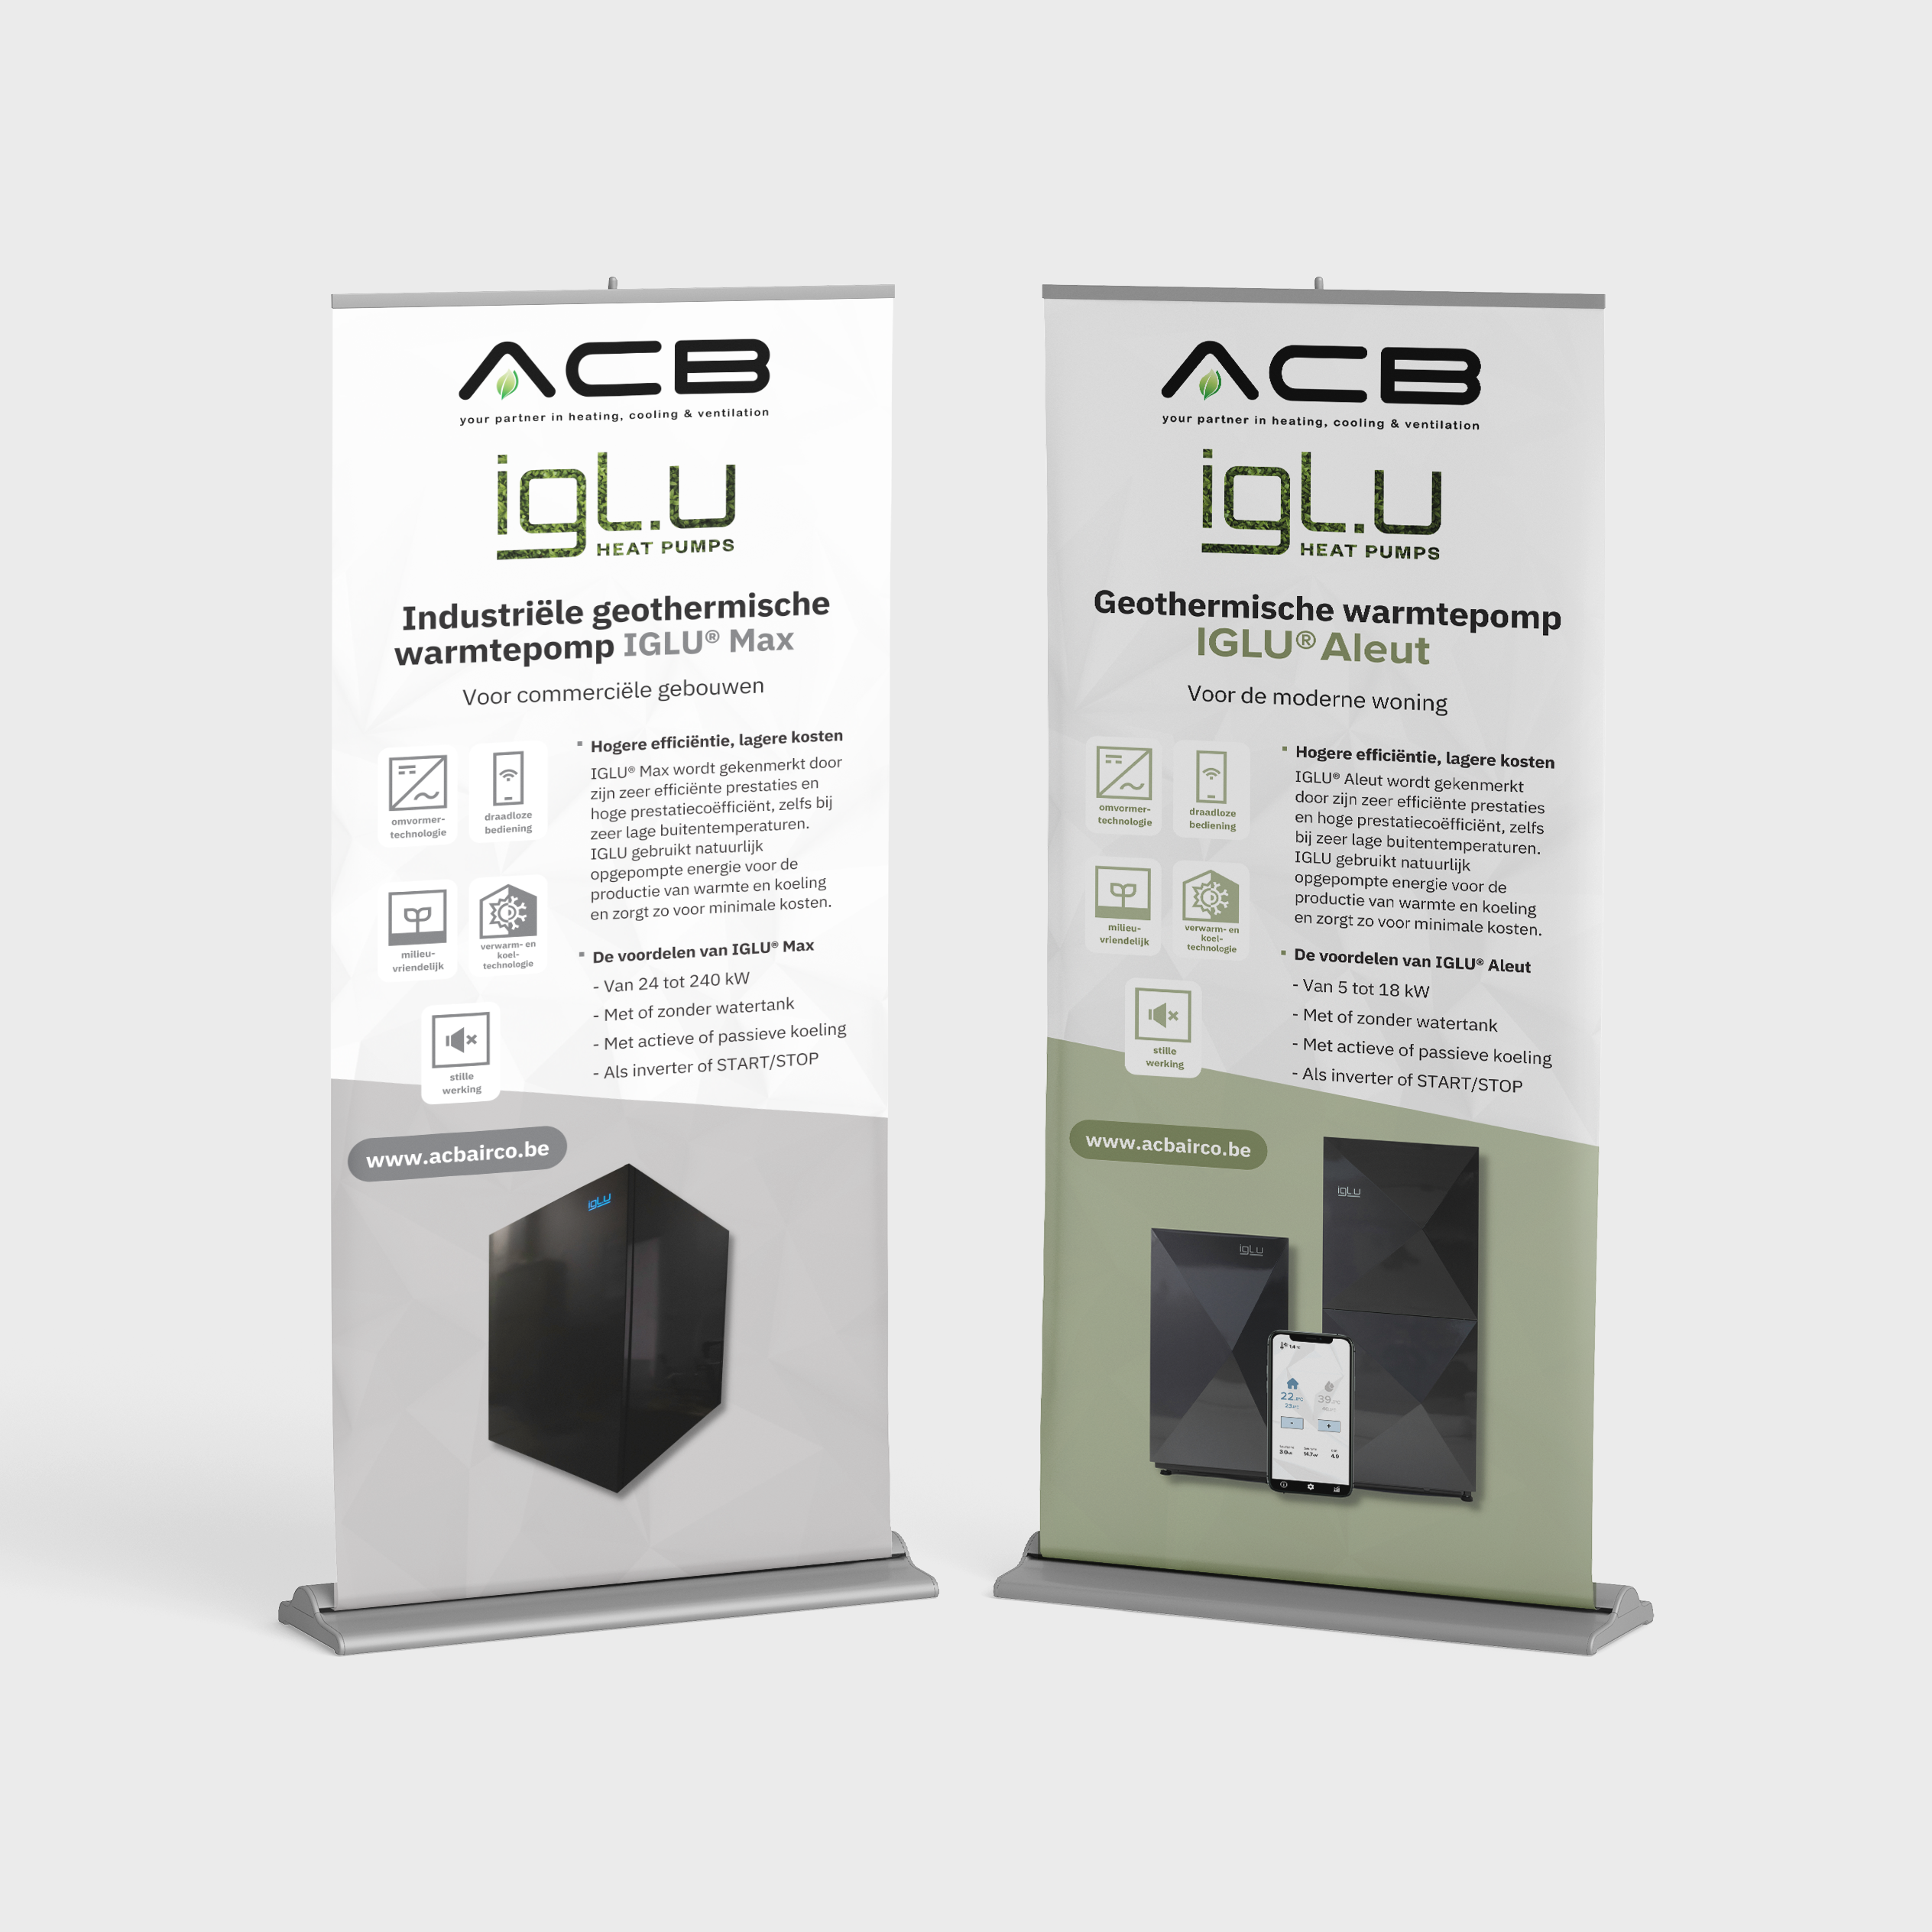 ACB
your partner in heating, cooling & ventilation
igL.u
HEAT PUMPS
Industriële geothermische
warmtepomp IGLU® Max
Voor commerciële gebouwen
omvormer-
technologie
draadloze
bediening
milieu-
vriendelijk
verwarm- en
koel-
technologie
stille
werking
▪ Hogere efficiëntie, lagere kosten
IGLU® Max wordt gekenmerkt door
zijn zeer efficiënte prestaties en
hoge prestatiecoëfficiënt, zelfs bij
zeer lage buitentemperaturen.
IGLU gebruikt natuurlijk
opgepompte energie voor de
productie van warmte en koeling
en zorgt zo voor minimale kosten.
▪ De voordelen van IGLU® Max
- Van 24 tot 240 kW
- Met of zonder watertank
- Met actieve of passieve koeling
- Als inverter of START/STOP
www.acbairco.be
igLu
ACB
your partner in heating, cooling & ventilation
igL.u
HEAT PUMPS
Geothermische warmtepomp
IGLU® Aleut
Voor de moderne woning
omvormer-
technologie
draadloze
bediening
milieu-
vriendelijk
verwarm- en
koel-
technologie
stille
werking
▪ Hogere efficiëntie, lagere kosten
IGLU® Aleut wordt gekenmerkt
door zijn zeer efficiënte prestaties
en hoge prestatiecoëfficiënt, zelfs
bij zeer lage buitentemperaturen.
IGLU gebruikt natuurlijk
opgepompte energie voor de
productie van warmte en koeling
en zorgt zo voor minimale kosten.
▪ De voordelen van IGLU® Aleut
- Van 5 tot 18 kW
- Met of zonder watertank
- Met actieve of passieve koeling
- Als inverter of START/STOP
www.acbairco.be
igLu
igLu
22
39
- +
4.9